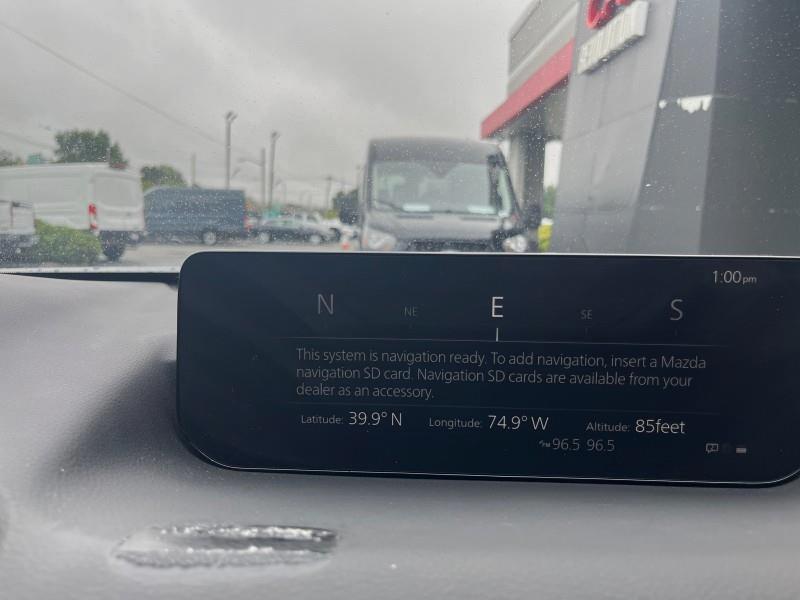 1:00pm
N NE E SE S
This system is navigation ready. To add navigation, insert a Mazda
navigation SD card. Navigation SD cards are available from your
dealer as an accessory.
Latitude: 39.9° N Longitude: 74.9° W Altitude: 85feet
FM 96.5 96.5